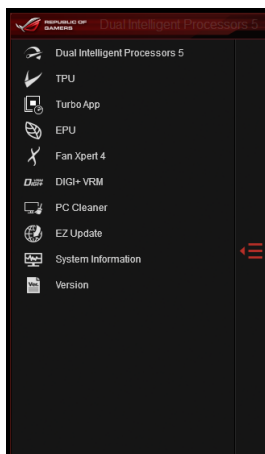 REPUBLIC OF
GAMERS
Dual Intelligent Processors 5
Dual Intelligent Processors 5
TPU
Turbo App
EPU
Fan Xpert 4
DIGI+ VRM
PC Cleaner
EZ Update
System Information
Ver.
Version